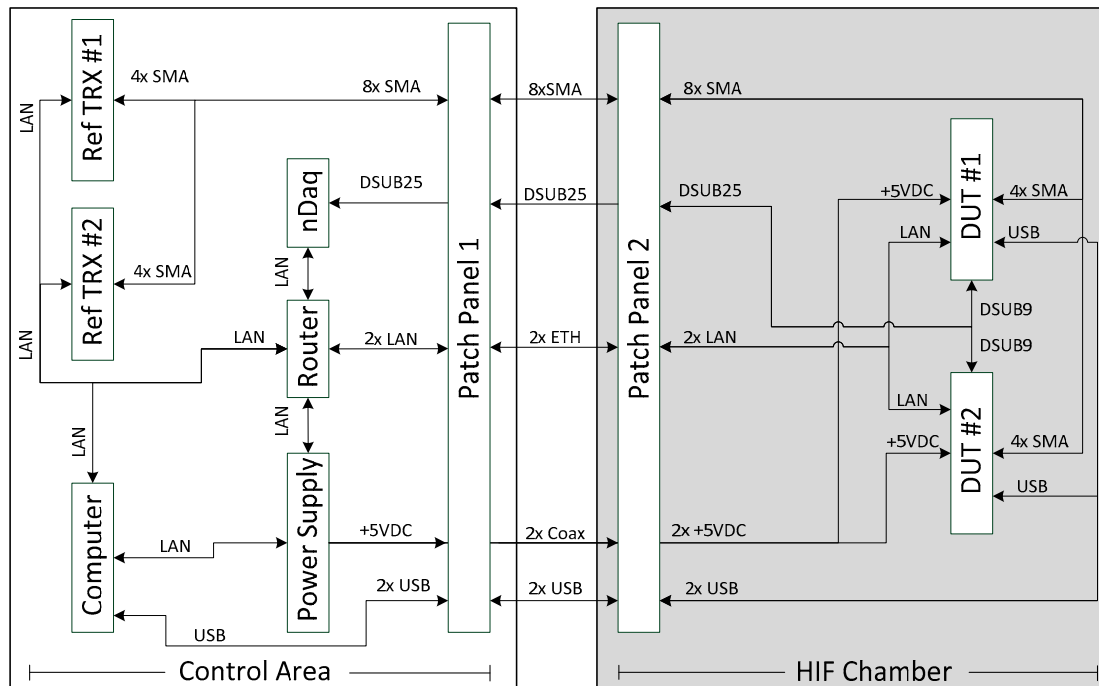 Ref TRX #1
4x SMA
8x SMA
8xSMA
8x SMA
LAN
DUT #1
+5VDC
4x SMA
nDaq
DSUB25
DSUB25
DSUB25
Patch Panel 1
Patch Panel 2
LAN
USB
Ref TRX #2
4x SMA
LAN
DSUB9
LAN
LAN
Router
2x LAN
2x ETH
2x LAN
DSUB9
LAN
LAN
DUT #2
LAN
+5VDC
4x SMA
USB
Computer
LAN
Power Supply
+5VDC
2x Coax
2x +5VDC
2x USB
2x USB
2x USB
USB
Control Area
HIF Chamber